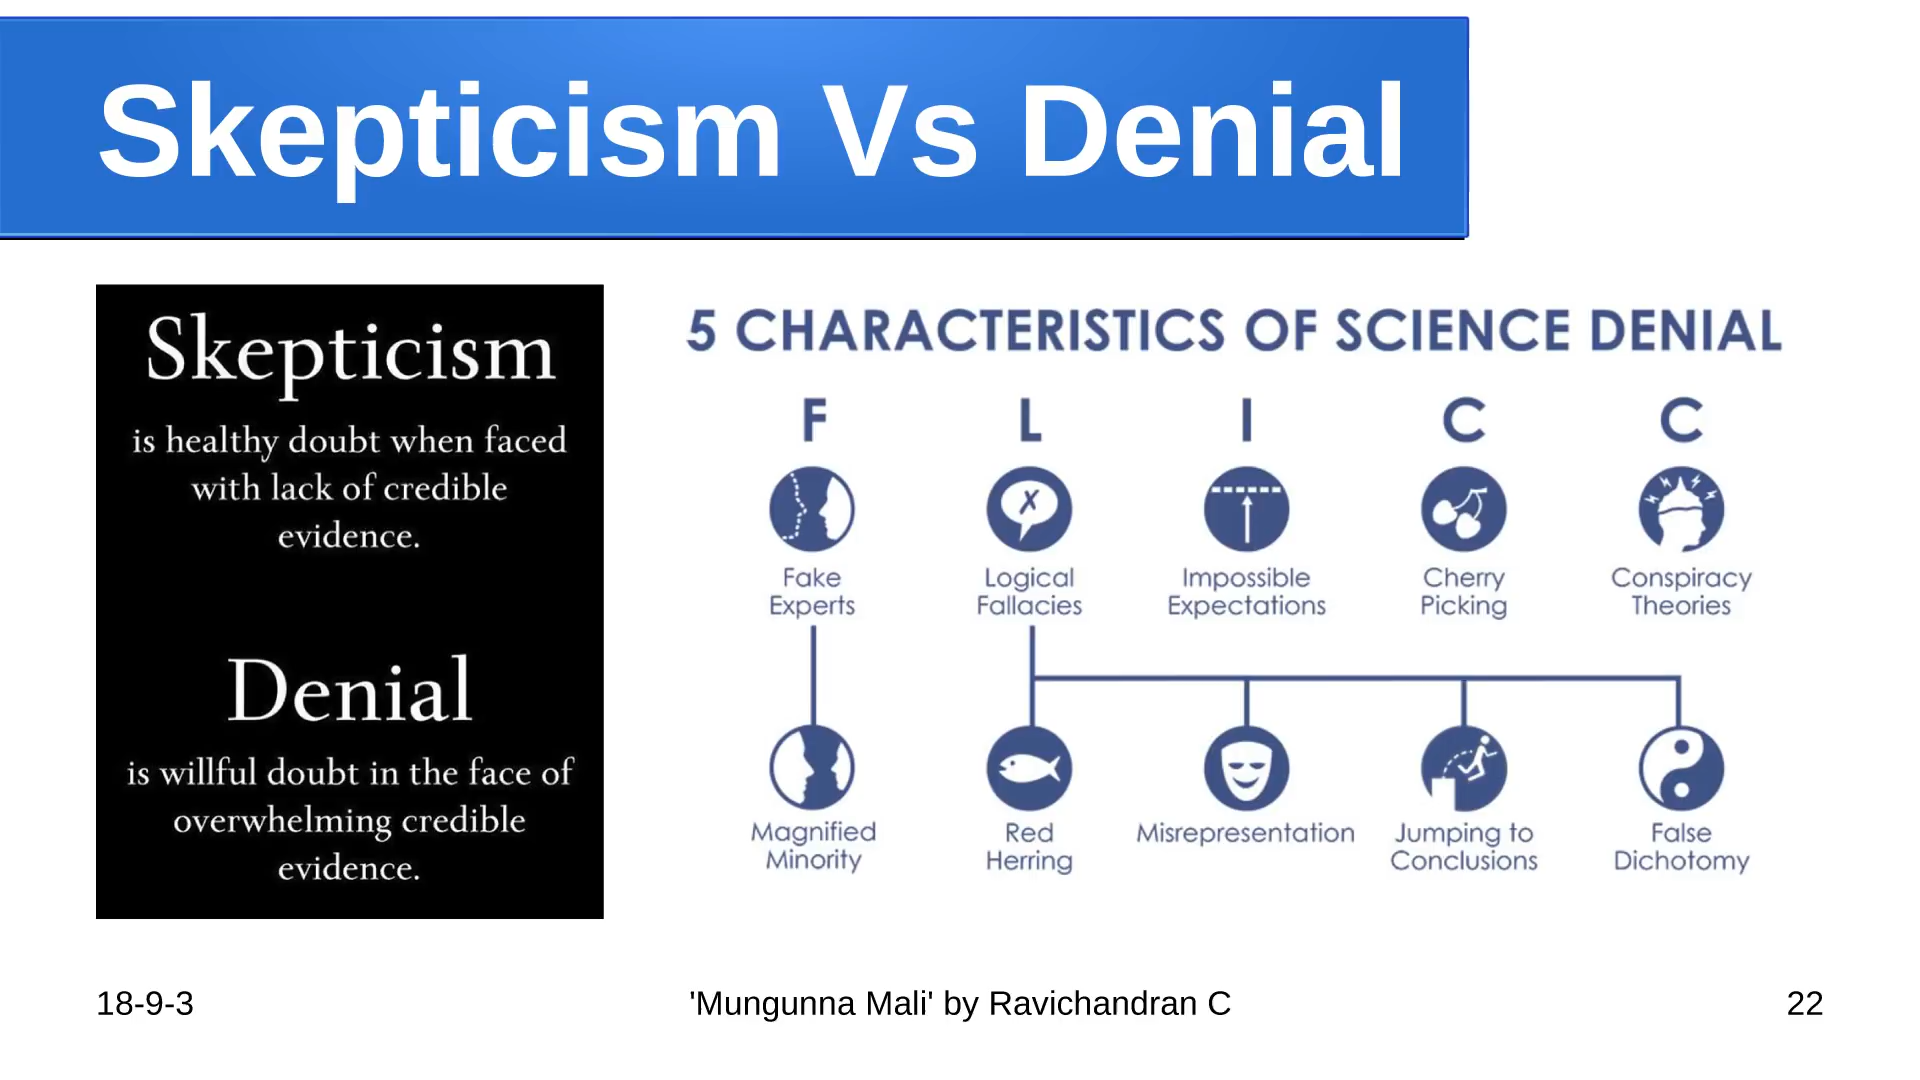 Skepticism Vs Denial
Skepticism
is healthy doubt when faced
with lack of credible
evidence.
Denial
is willful doubt in the face of
overwhelming credible
evidence.
5 CHARACTERISTICS OF SCIENCE DENIAL
F L I C C
Fake Logical Impossible Cherry Conspiracy
Experts Fallacies Expectations Picking Theories
Magnified Red Misrepresentation Jumping to False
Minority Herring Conclusions Dichotomy
18-9-3 'Mungunna Mali' by Ravichandran C 22